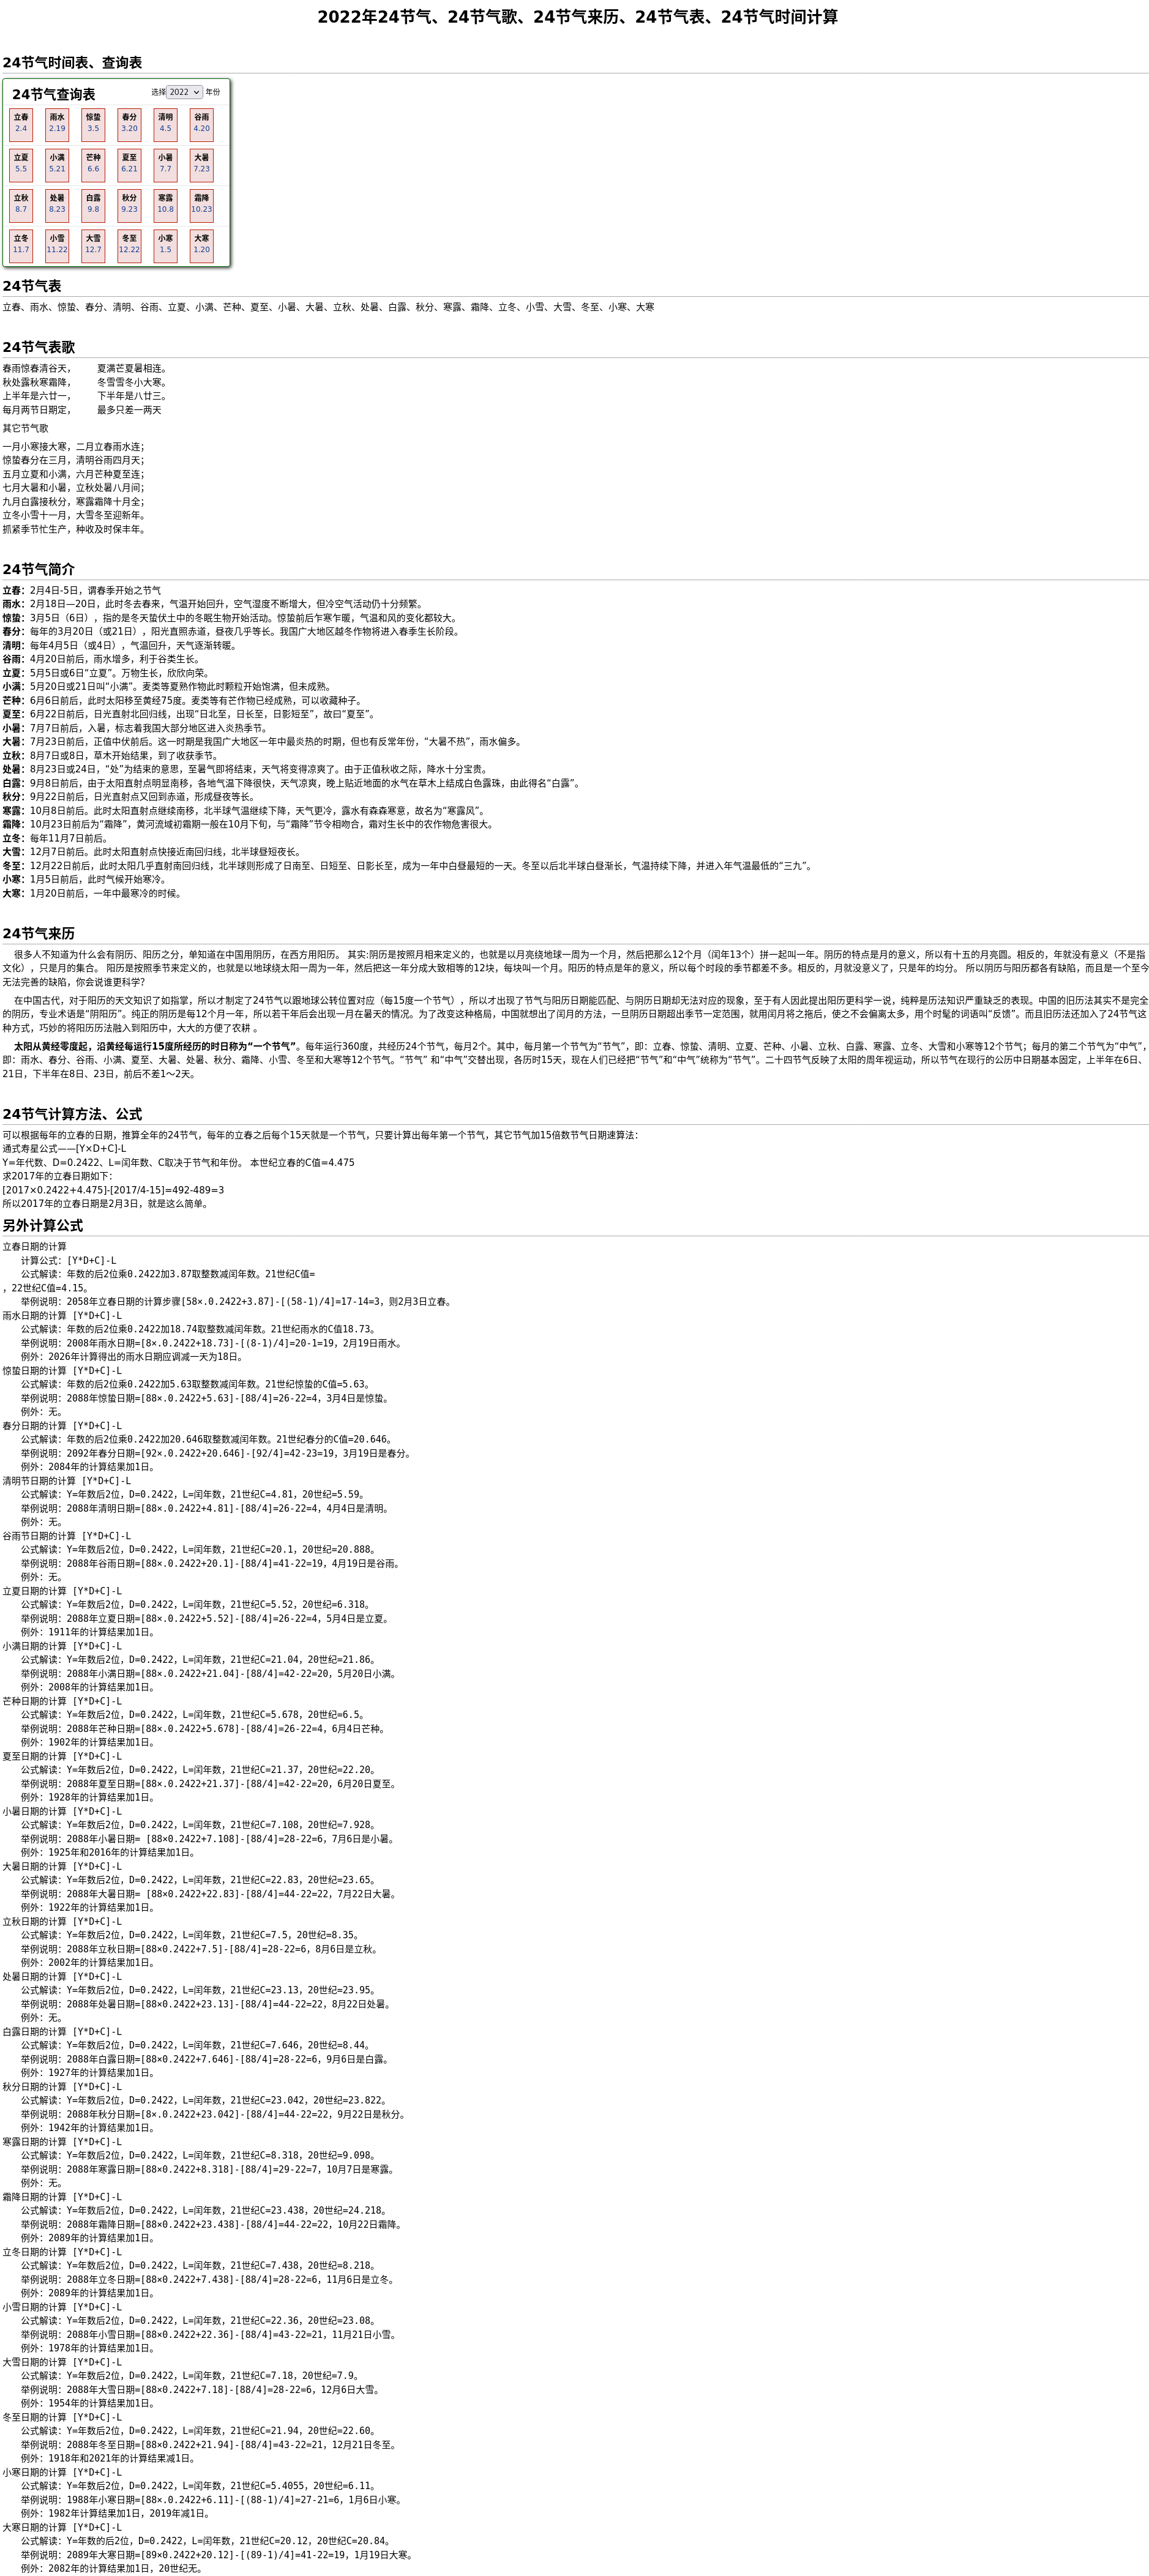 2022年24节气、24节气歌、24节气来历、24节气表、24节气时间计算
24节气时间表、查询表
24节气查询表 选择 2022 年份
立春 雨水 惊蛰 春分 清明 谷雨
2.4 2.19 3.5 3.20 4.5 4.20
立夏 小满 芒种 夏至 小暑 大暑
5.5 5.21 6.6 6.21 7.7 7.23
立秋 处暑 白露 秋分 寒露 霜降
8.7 8.23 9.8 9.23 10.8 10.23
立冬 小雪 大雪 冬至 小寒 大寒
11.7 11.22 12.7 12.22 1.5 1.20
24节气表
立春、雨水、惊蛰、春分、清明、谷雨、立夏、小满、芒种、夏至、小暑、大暑、立秋、处暑、白露、秋分、寒露、霜降、立冬、小雪、大雪、冬至、小寒、大寒
24节气表歌
春雨惊春清谷天， 夏满芒夏暑相连。
秋处露秋寒霜降， 冬雪雪冬小大寒。
上半年是六廿一， 下半年是八廿三。
每月两节日期定， 最多只差一两天
其它节气歌
一月小寒接大寒，二月立春雨水连；
惊蛰春分在三月，清明谷雨四月天；
五月立夏和小满，六月芒种夏至连；
七月大暑和小暑，立秋处暑八月间；
九月白露接秋分，寒露霜降十月全；
立冬小雪十一月，大雪冬至迎新年。
抓紧季节忙生产，种收及时保丰年。
24节气简介
立春：2月4日-5日，谓春季开始之节气
雨水：2月18日—20日，此时冬去春来，气温开始回升，空气湿度不断增大，但冷空气活动仍十分频繁。
惊蛰：3月5日（6日），指的是冬天蛰伏土中的冬眠生物开始活动。惊蛰前后乍寒乍暖，气温和风的变化都较大。
春分：每年的3月20日（或21日），阳光直照赤道，昼夜几乎等长。我国广大地区越冬作物将进入春季生长阶段。
清明：每年4月5日（或4日），气温回升，天气逐渐转暖。
谷雨：4月20日前后，雨水增多，利于谷类生长。
立夏：5月5日或6日“立夏”。万物生长，欣欣向荣。
小满：5月20日或21日叫“小满”。麦类等夏熟作物此时颗粒开始饱满，但未成熟。
芒种：6月6日前后，此时太阳移至黄经75度。麦类等有芒作物已经成熟，可以收藏种子。
夏至：6月22日前后，日光直射北回归线，出现“日北至，日长至，日影短至”，故曰“夏至”。
小暑：7月7日前后，入暑，标志着我国大部分地区进入炎热季节。
大暑：7月23日前后，正值中伏前后。这一时期是我国广大地区一年中最炎热的时期，但也有反常年份，“大暑不热”，雨水偏多。
立秋：8月7日或8日，草木开始结果，到了收获季节。
处暑：8月23日或24日，“处”为结束的意思，至暑气即将结束，天气将变得凉爽了。由于正值秋收之际，降水十分宝贵。
白露：9月8日前后，由于太阳直射点明显南移，各地气温下降很快，天气凉爽，晚上贴近地面的水气在草木上结成白色露珠，由此得名“白露”。
秋分：9月22日前后，日光直射点又回到赤道，形成昼夜等长。
寒露：10月8日前后。此时太阳直射点继续南移，北半球气温继续下降，天气更冷，露水有森森寒意，故名为“寒露风”。
霜降：10月23日前后为“霜降”，黄河流域初霜期一般在10月下旬，与“霜降”节令相吻合，霜对生长中的农作物危害很大。
立冬：每年11月7日前后。
大雪：12月7日前后。此时太阳直射点快接近南回归线，北半球昼短夜长。
冬至：12月22日前后，此时太阳几乎直射南回归线，北半球则形成了日南至、日短至、日影长至，成为一年中白昼最短的一天。冬至以后北半球白昼渐长，气温持续下降，并进入年气温最低的“三九”。
小寒：1月5日前后，此时气候开始寒冷。
大寒：1月20日前后，一年中最寒冷的时候。
24节气来历
很多人不知道为什么会有阴历、阳历之分，单知道在中国用阴历，在西方用阳历。 其实:阴历是按照月相来定义的，也就是以月亮绕地球一周为一个月，然后把那么12个月（闰年13个）拼一起叫一年。阴历的特点是月的意义，所以有十五的月亮圆。相反的，年就没有意义（不是指
文化），只是月的集合。 阳历是按照季节来定义的，也就是以地球绕太阳一周为一年，然后把这一年分成大致相等的12块，每块叫一个月。阳历的特点是年的意义，所以每个时段的季节都差不多。相反的，月就没意义了，只是年的均分。 所以阴历与阳历都各有缺陷，而且是一个至今
无法完善的缺陷，你会说谁更科学？
在中国古代，对于阳历的天文知识了如指掌，所以才制定了24节气以跟地球公转位置对应（每15度一个节气），所以才出现了节气与阳历日期能匹配、与阴历日期却无法对应的现象，至于有人因此提出阳历更科学一说，纯粹是历法知识严重缺乏的表现。中国的旧历法其实不是完全
的阴历，专业术语是“阴阳历”。纯正的阴历是每12个月一年，所以若干年后会出现一月在暑天的情况。为了改变这种格局，中国就想出了闰月的方法，一旦阴历日期超出季节一定范围，就用闰月将之拖后，使之不会偏离太多，用个时髦的词语叫“反馈”。而且旧历法还加入了24节气这
种方式，巧妙的将阳历历法融入到阳历中，大大的方便了农耕 。
太阳从黄经零度起，沿黄经每运行15度所经历的时日称为“一个节气”。每年运行360度，共经历24个节气，每月2个。其中，每月第一个节气为“节气”，即：立春、惊蛰、清明、立夏、芒种、小暑、立秋、白露、寒露、立冬、大雪和小寒等12个节气；每月的第二个节气为“中气”，
即：雨水、春分、谷雨、小满、夏至、大暑、处暑、秋分、霜降、小雪、冬至和大寒等12个节气。“节气” 和“中气”交替出现，各历时15天，现在人们已经把“节气”和“中气”统称为“节气”。二十四节气反映了太阳的周年视运动，所以节气在现行的公历中日期基本固定，上半年在6日、
21日，下半年在8日、23日，前后不差1～2天。
24节气计算方法、公式
可以根据每年的立春的日期，推算全年的24节气，每年的立春之后每个15天就是一个节气，只要计算出每年第一个节气，其它节气加15倍数节气日期速算法：
通式寿星公式——[Y×D+C]-L
Y=年代数、D=0.2422、L=闰年数、C取决于节气和年份。 本世纪立春的C值=4.475
求2017年的立春日期如下：
[2017×0.2422+4.475]-[2017/4-15]=492-489=3
所以2017年的立春日期是2月3日，就是这么简单。
另外计算公式
立春日期的计算
计算公式：[Y*D+C]-L
公式解读：年数的后2位乘0.2422加3.87取整数减闰年数。21世纪C值=
，22世纪C值=4.15。
举例说明：2058年立春日期的计算步骤[58×.0.2422+3.87]-[(58-1)/4]=17-14=3，则2月3日立春。
雨水日期的计算 [Y*D+C]-L
公式解读：年数的后2位乘0.2422加18.74取整数减闰年数。21世纪雨水的C值18.73。
举例说明：2008年雨水日期=[8×.0.2422+18.73]-[(8-1)/4]=20-1=19，2月19日雨水。
例外：2026年计算得出的雨水日期应调减一天为18日。
惊蛰日期的计算 [Y*D+C]-L
公式解读：年数的后2位乘0.2422加5.63取整数减闰年数。21世纪惊蛰的C值=5.63。
举例说明：2088年惊蛰日期=[88×.0.2422+5.63]-[88/4]=26-22=4，3月4日是惊蛰。
例外：无。
春分日期的计算 [Y*D+C]-L
公式解读：年数的后2位乘0.2422加20.646取整数减闰年数。21世纪春分的C值=20.646。
举例说明：2092年春分日期=[92×.0.2422+20.646]-[92/4]=42-23=19，3月19日是春分。
例外：2084年的计算结果加1日。
清明节日期的计算 [Y*D+C]-L
公式解读：Y=年数后2位，D=0.2422，L=闰年数，21世纪C=4.81，20世纪=5.59。
举例说明：2088年清明日期=[88×.0.2422+4.81]-[88/4]=26-22=4，4月4日是清明。
例外：无。
谷雨节日期的计算 [Y*D+C]-L
公式解读：Y=年数后2位，D=0.2422，L=闰年数，21世纪C=20.1，20世纪=20.888。
举例说明：2088年谷雨日期=[88×.0.2422+20.1]-[88/4]=41-22=19，4月19日是谷雨。
例外：无。
立夏日期的计算 [Y*D+C]-L
公式解读：Y=年数后2位，D=0.2422，L=闰年数，21世纪C=5.52，20世纪=6.318。
举例说明：2088年立夏日期=[88×.0.2422+5.52]-[88/4]=26-22=4，5月4日是立夏。
例外：1911年的计算结果加1日。
小满日期的计算 [Y*D+C]-L
公式解读：Y=年数后2位，D=0.2422，L=闰年数，21世纪C=21.04，20世纪=21.86。
举例说明：2088年小满日期=[88×.0.2422+21.04]-[88/4]=42-22=20，5月20日小满。
例外：2008年的计算结果加1日。
芒种日期的计算 [Y*D+C]-L
公式解读：Y=年数后2位，D=0.2422，L=闰年数，21世纪C=5.678，20世纪=6.5。
举例说明：2088年芒种日期=[88×.0.2422+5.678]-[88/4]=26-22=4，6月4日芒种。
例外：1902年的计算结果加1日。
夏至日期的计算 [Y*D+C]-L
公式解读：Y=年数后2位，D=0.2422，L=闰年数，21世纪C=21.37，20世纪=22.20。
举例说明：2088年夏至日期=[88×.0.2422+21.37]-[88/4]=42-22=20，6月20日夏至。
例外：1928年的计算结果加1日。
小暑日期的计算 [Y*D+C]-L
公式解读：Y=年数后2位，D=0.2422，L=闰年数，21世纪C=7.108，20世纪=7.928。
举例说明：2088年小暑日期= [88×0.2422+7.108]-[88/4]=28-22=6，7月6日是小暑。
例外：1925年和2016年的计算结果加1日。
大暑日期的计算 [Y*D+C]-L
公式解读：Y=年数后2位，D=0.2422，L=闰年数，21世纪C=22.83，20世纪=23.65。
举例说明：2088年大暑日期= [88×0.2422+22.83]-[88/4]=44-22=22，7月22日大暑。
例外：1922年的计算结果加1日。
立秋日期的计算 [Y*D+C]-L
公式解读：Y=年数后2位，D=0.2422，L=闰年数，21世纪C=7.5，20世纪=8.35。
举例说明：2088年立秋日期=[88×0.2422+7.5]-[88/4]=28-22=6，8月6日是立秋。
例外：2002年的计算结果加1日。
处暑日期的计算 [Y*D+C]-L
公式解读：Y=年数后2位，D=0.2422，L=闰年数，21世纪C=23.13，20世纪=23.95。
举例说明：2088年处暑日期=[88×0.2422+23.13]-[88/4]=44-22=22，8月22日处暑。
例外：无。
白露日期的计算 [Y*D+C]-L
公式解读：Y=年数后2位，D=0.2422，L=闰年数，21世纪C=7.646，20世纪=8.44。
举例说明：2088年白露日期=[88×0.2422+7.646]-[88/4]=28-22=6，9月6日是白露。
例外：1927年的计算结果加1日。
秋分日期的计算 [Y*D+C]-L
公式解读：Y=年数后2位，D=0.2422，L=闰年数，21世纪C=23.042，20世纪=23.822。
举例说明：2088年秋分日期=[8×.0.2422+23.042]-[88/4]=44-22=22，9月22日是秋分。
例外：1942年的计算结果加1日。
寒露日期的计算 [Y*D+C]-L
公式解读：Y=年数后2位，D=0.2422，L=闰年数，21世纪C=8.318，20世纪=9.098。
举例说明：2088年寒露日期=[88×0.2422+8.318]-[88/4]=29-22=7，10月7日是寒露。
例外：无。
霜降日期的计算 [Y*D+C]-L
公式解读：Y=年数后2位，D=0.2422，L=闰年数，21世纪C=23.438，20世纪=24.218。
举例说明：2088年霜降日期=[88×0.2422+23.438]-[88/4]=44-22=22，10月22日霜降。
例外：2089年的计算结果加1日。
立冬日期的计算 [Y*D+C]-L
公式解读：Y=年数后2位，D=0.2422，L=闰年数，21世纪C=7.438，20世纪=8.218。
举例说明：2088年立冬日期=[88×0.2422+7.438]-[88/4]=28-22=6，11月6日是立冬。
例外：2089年的计算结果加1日。
小雪日期的计算 [Y*D+C]-L
公式解读：Y=年数后2位，D=0.2422，L=闰年数，21世纪C=22.36，20世纪=23.08。
举例说明：2088年小雪日期=[88×0.2422+22.36]-[88/4]=43-22=21，11月21日小雪。
例外：1978年的计算结果加1日。
大雪日期的计算 [Y*D+C]-L
公式解读：Y=年数后2位，D=0.2422，L=闰年数，21世纪C=7.18，20世纪=7.9。
举例说明：2088年大雪日期=[88×0.2422+7.18]-[88/4]=28-22=6，12月6日大雪。
例外：1954年的计算结果加1日。
冬至日期的计算 [Y*D+C]-L
公式解读：Y=年数后2位，D=0.2422，L=闰年数，21世纪C=21.94，20世纪=22.60。
举例说明：2088年冬至日期=[88×0.2422+21.94]-[88/4]=43-22=21，12月21日冬至。
例外：1918年和2021年的计算结果减1日。
小寒日期的计算 [Y*D+C]-L
公式解读：Y=年数后2位，D=0.2422，L=闰年数，21世纪C=5.4055，20世纪=6.11。
举例说明：1988年小寒日期=[88×.0.2422+6.11]-[(88-1)/4]=27-21=6，1月6日小寒。
例外：1982年计算结果加1日，2019年减1日。
大寒日期的计算 [Y*D+C]-L
公式解读：Y=年数的后2位，D=0.2422，L=闰年数，21世纪C=20.12，20世纪C=20.84。
举例说明：2089年大寒日期=[89×0.2422+20.12]-[(89-1)/4]=41-22=19，1月19日大寒。
例外：2082年的计算结果加1日，20世纪无。